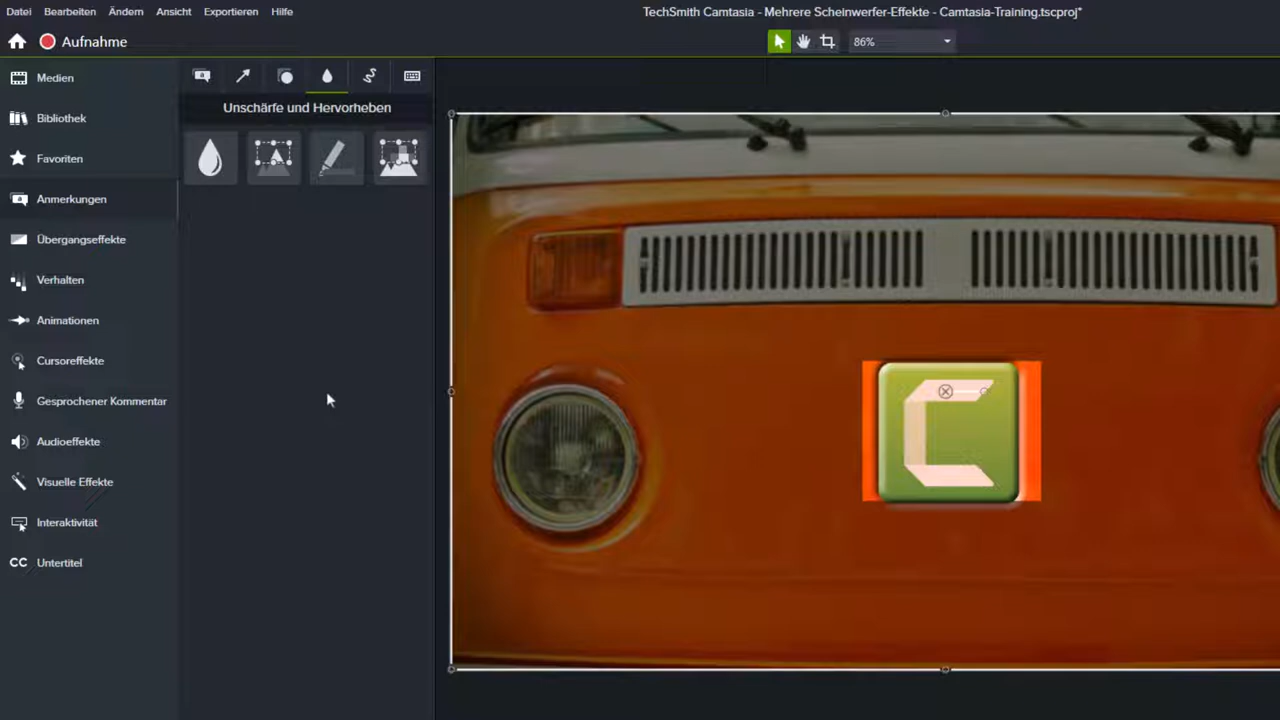 Datei Bearbeiten Ändern Ansicht Exportieren Hilfe
TechSmith Camtasia - Mehrere Scheinwerfer-Effekte - Camtasia-Training.tscproj*
Aufnahme
86%
Medien
Bibliothek
Favoriten
Anmerkungen
Übergangseffekte
Verhalten
Animationen
Cursoreffekte
Gesprochener Kommentar
Audioeffekte
Visuelle Effekte
Interaktivität
CC Untertitel
Unschärfe und Hervorheben
C